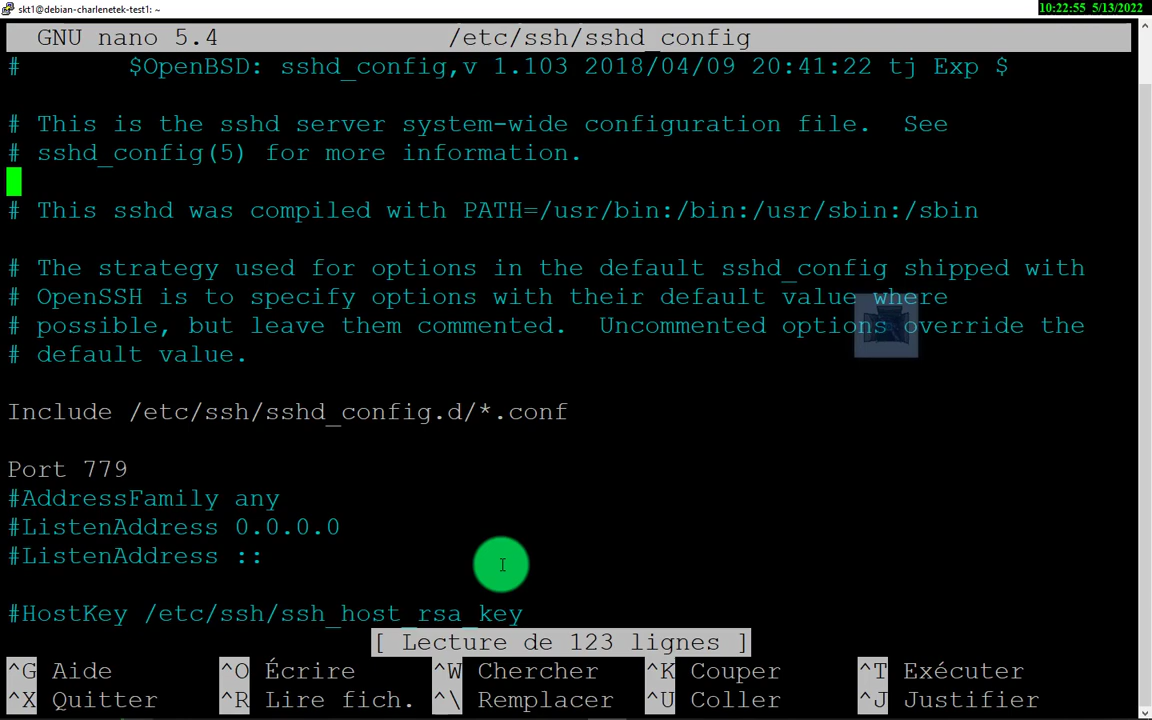 skt1@debian-charlenetek-test1: ~
10:22:55 5/13/2022
GNU nano 5.4 /etc/ssh/sshd_config
# $OpenBSD: sshd_config,v 1.103 2018/04/09 20:41:22 tj Exp $
# This is the sshd server system-wide configuration file. See
# sshd_config(5) for more information.
# This sshd was compiled with PATH=/usr/bin:/bin:/usr/sbin:/sbin
# The strategy used for options in the default sshd_config shipped with
# OpenSSH is to specify options with their default value where
# possible, but leave them commented. Uncommented options override the
# default value.
Include /etc/ssh/sshd_config.d/*.conf
Port 779
#AddressFamily any
#ListenAddress 0.0.0.0
#ListenAddress ::
#HostKey /etc/ssh/ssh_host_rsa_key
[ Lecture de 123 lignes ]
^G Aide ^O Écrire ^W Chercher ^K Couper ^T Exécuter
^X Quitter ^R Lire fich. ^\ Remplacer ^U Coller ^J Justifier